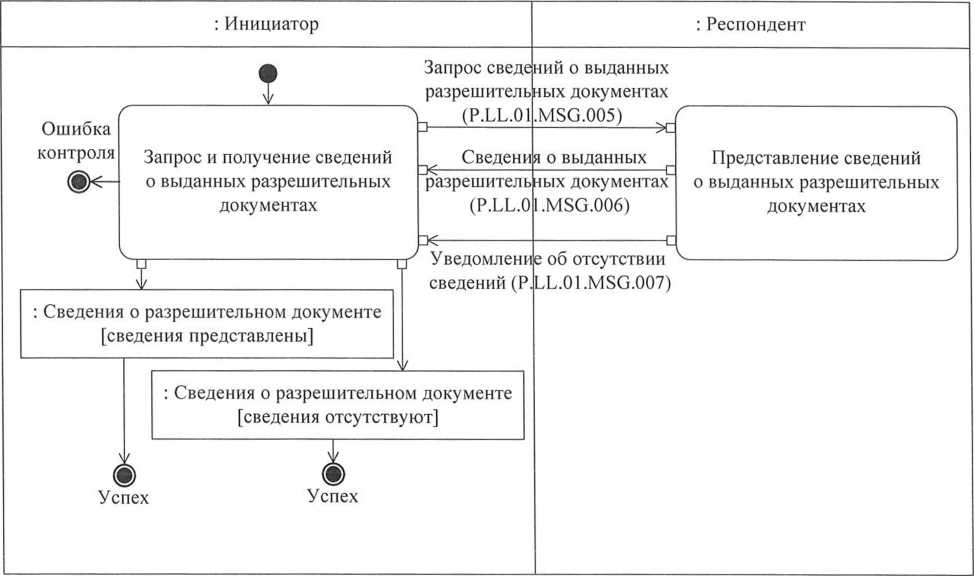 : Инициатор
: Респондент
Запрос сведений о выданных
разрешительных документах
(P.LL.01.MSG.005)
Ошибка
контроля
Запрос и получение сведений
о выданных разрешительных
документах
Сведения о выданных
разрешительных документах
(P.LL.01.MSG.006)
Представление сведений
о выданных разрешительных
документах
Уведомление об отсутствии
сведений (P.LL.01.MSG.007)
: Сведения о разрешительном документе
[сведения представлены]
: Сведения о разрешительном документе
[сведения отсутствуют]
Успех
Успех